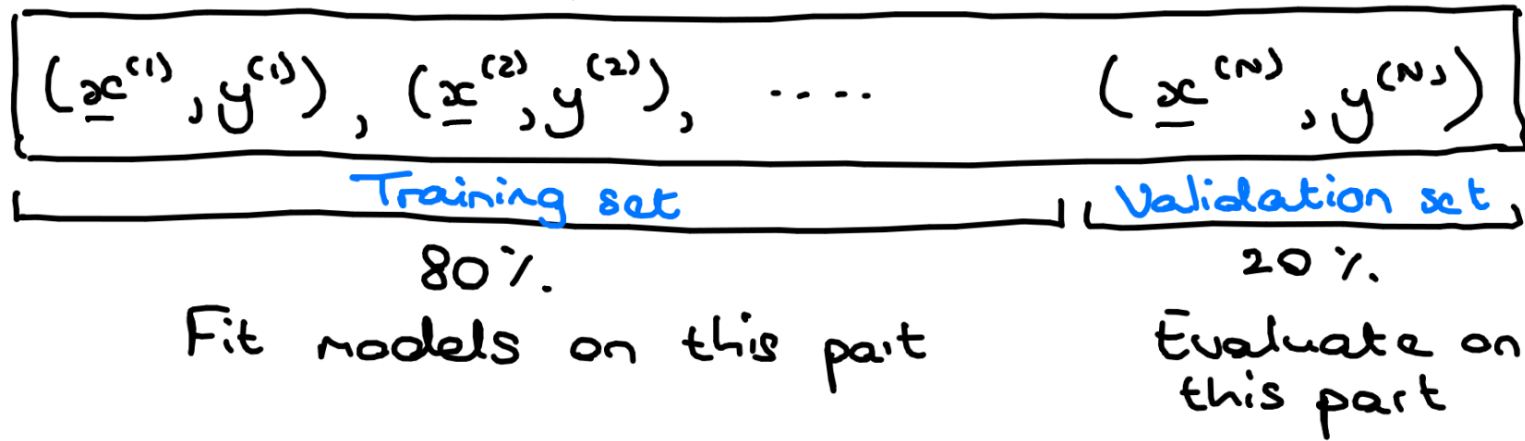 (x̲⁽¹⁾, y⁽¹⁾), (x̲⁽²⁾, y⁽²⁾), .... (x̲⁽ᴺ⁾, y⁽ᴺ⁾)
Training set Validation set
80% 20%
Fit models on this part Evaluate on
this part